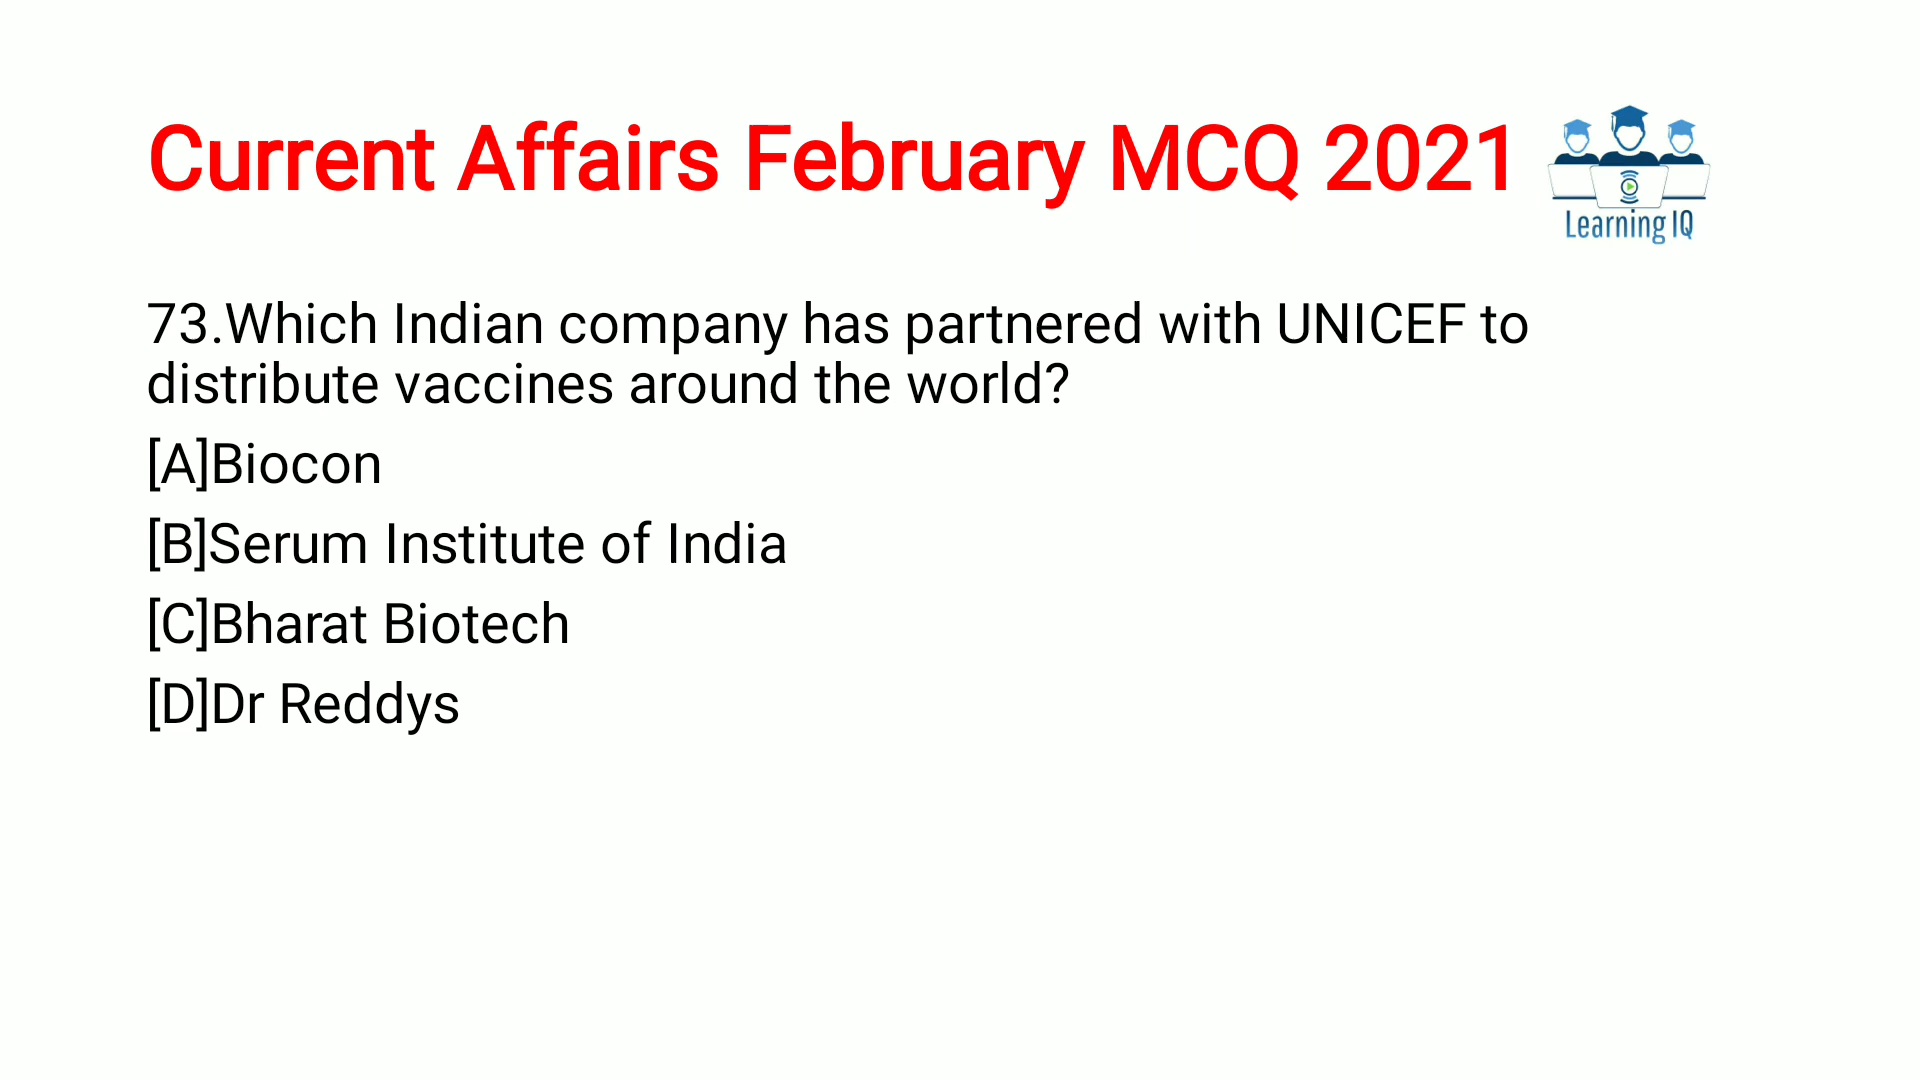 Current Affairs February MCQ 2021
Learning IQ
73.Which Indian company has partnered with UNICEF to
distribute vaccines around the world?
[A]Biocon
[B]Serum Institute of India
[C]Bharat Biotech
[D]Dr Reddys